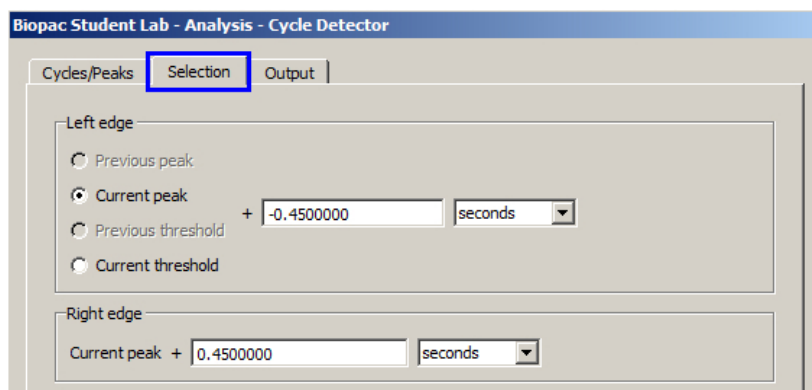 Biopac Student Lab - Analysis - Cycle Detector
Cycles/Peaks Selection Output
Left edge
Previous peak
Current peak
+ -0.4500000 seconds
Previous threshold
Current threshold
Right edge
Current peak + 0.4500000 seconds